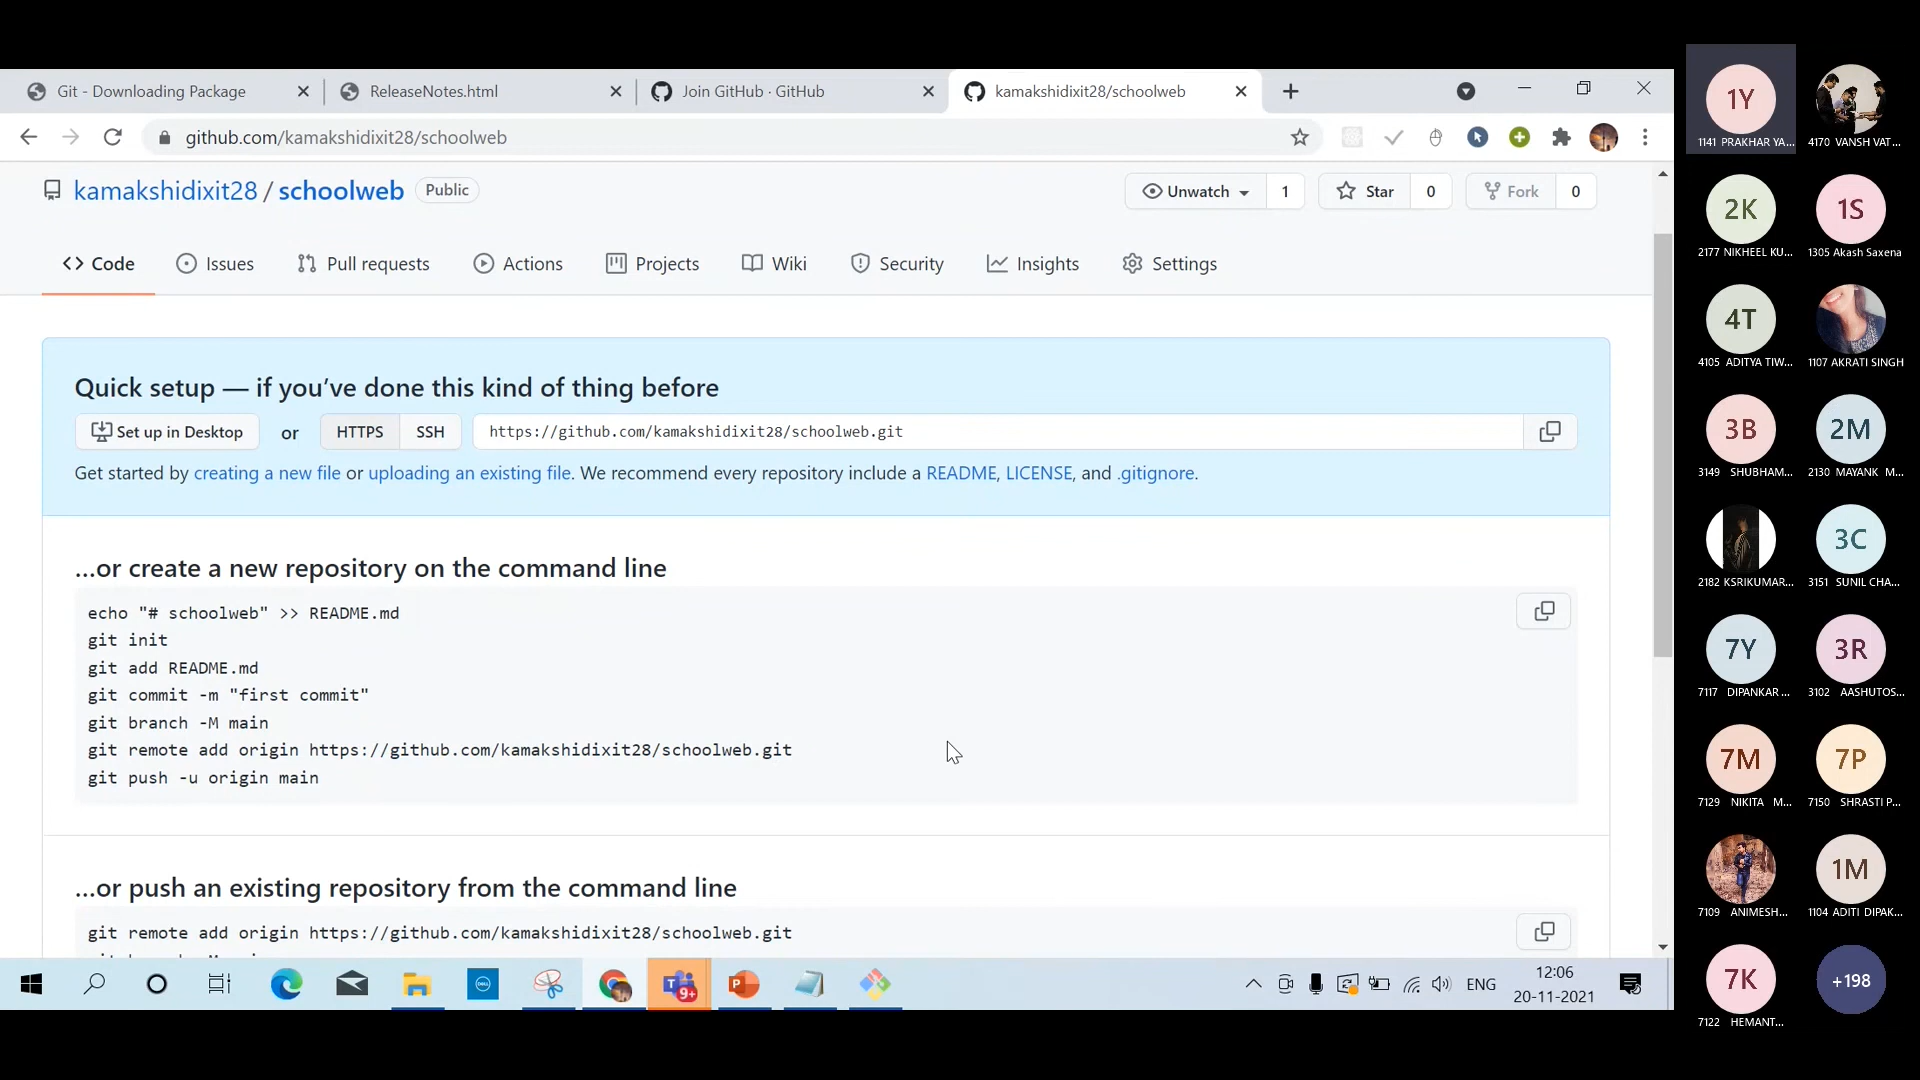 Git - Downloading Package
ReleaseNotes.html
Join GitHub · GitHub
kamakshidixit28/schoolweb
github.com/kamakshidixit28/schoolweb
kamakshidixit28 / schoolweb Public
Unwatch 1
Star 0
Fork 0
Code
Issues
Pull requests
Actions
Projects
Wiki
Security
Insights
Settings
Quick setup — if you've done this kind of thing before
Set up in Desktop or HTTPS SSH https://github.com/kamakshidixit28/schoolweb.git
Get started by creating a new file or uploading an existing file. We recommend every repository include a README, LICENSE, and .gitignore.
...or create a new repository on the command line
echo "# schoolweb" >> README.md
git init
git add README.md
git commit -m "first commit"
git branch -M main
git remote add origin https://github.com/kamakshidixit28/schoolweb.git
git push -u origin main
...or push an existing repository from the command line
git remote add origin https://github.com/kamakshidixit28/schoolweb.git
DELL
9+
ENG
12:06
20-11-2021
1Y
1141 PRAKHAR YA...
4170 VANSH VAT...
2K
2177 NIKHEEL KU...
1S
1305 Akash Saxena
4T
4105 ADITYA TIW...
1107 AKRATI SINGH
3B
3149 SHUBHAM...
2M
2130 MAYANK M...
2182 KSRIKUMAR...
3C
3151 SUNIL CHA...
7Y
7117 DIPANKAR ...
3R
3102 AASHUTOS...
7M
7129 NIKITA M...
7P
7150 SHRASTI P...
7109 ANIMESH...
1M
1104 ADITI DIPAK...
7K
7122 HEMANT...
+198